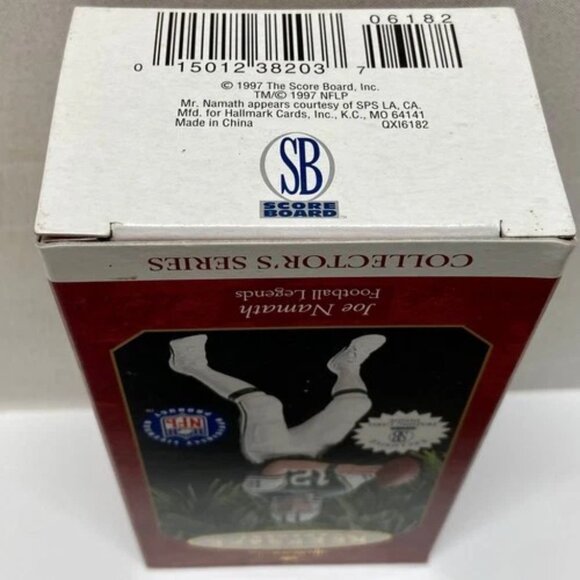 06182
0 15012 38203 7
© 1997 The Score Board, Inc.
TM/© 1997 NFLP
Mr. Namath appears courtesy of SPS LA, CA.
Mfd. for Hallmark Cards, Inc., K.C., MO 64141
Made in China QXI6182
SB
SCORE
BOARD
COLLECTOR'S SERIES
Football Legends
Joe Namath
NFL
SB
12